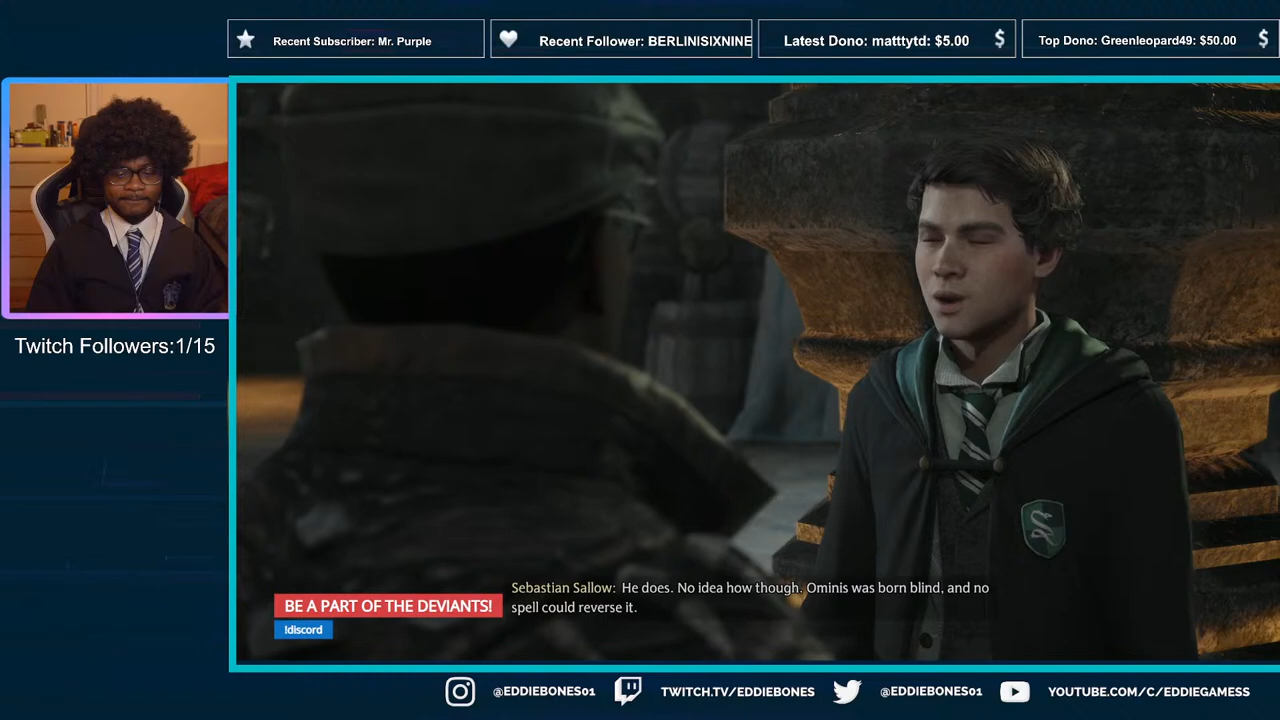 Recent Subscriber: Mr. Purple
Recent Follower: BERLINISIXNINE
Latest Dono: matttytd: $5.00
$
Top Dono: Greenleopard49: $50.00
$
Twitch Followers:1/15
Sebastian Sallow: He does. No idea how though. Ominis was born blind, and no
spell could reverse it.
BE A PART OF THE DEVIANTS!
!discord
@EDDIEBONES01
TWITCH.TV/EDDIEBONES
@EDDIEBONES01
YOUTUBE.COM/C/EDDIEGAMESS